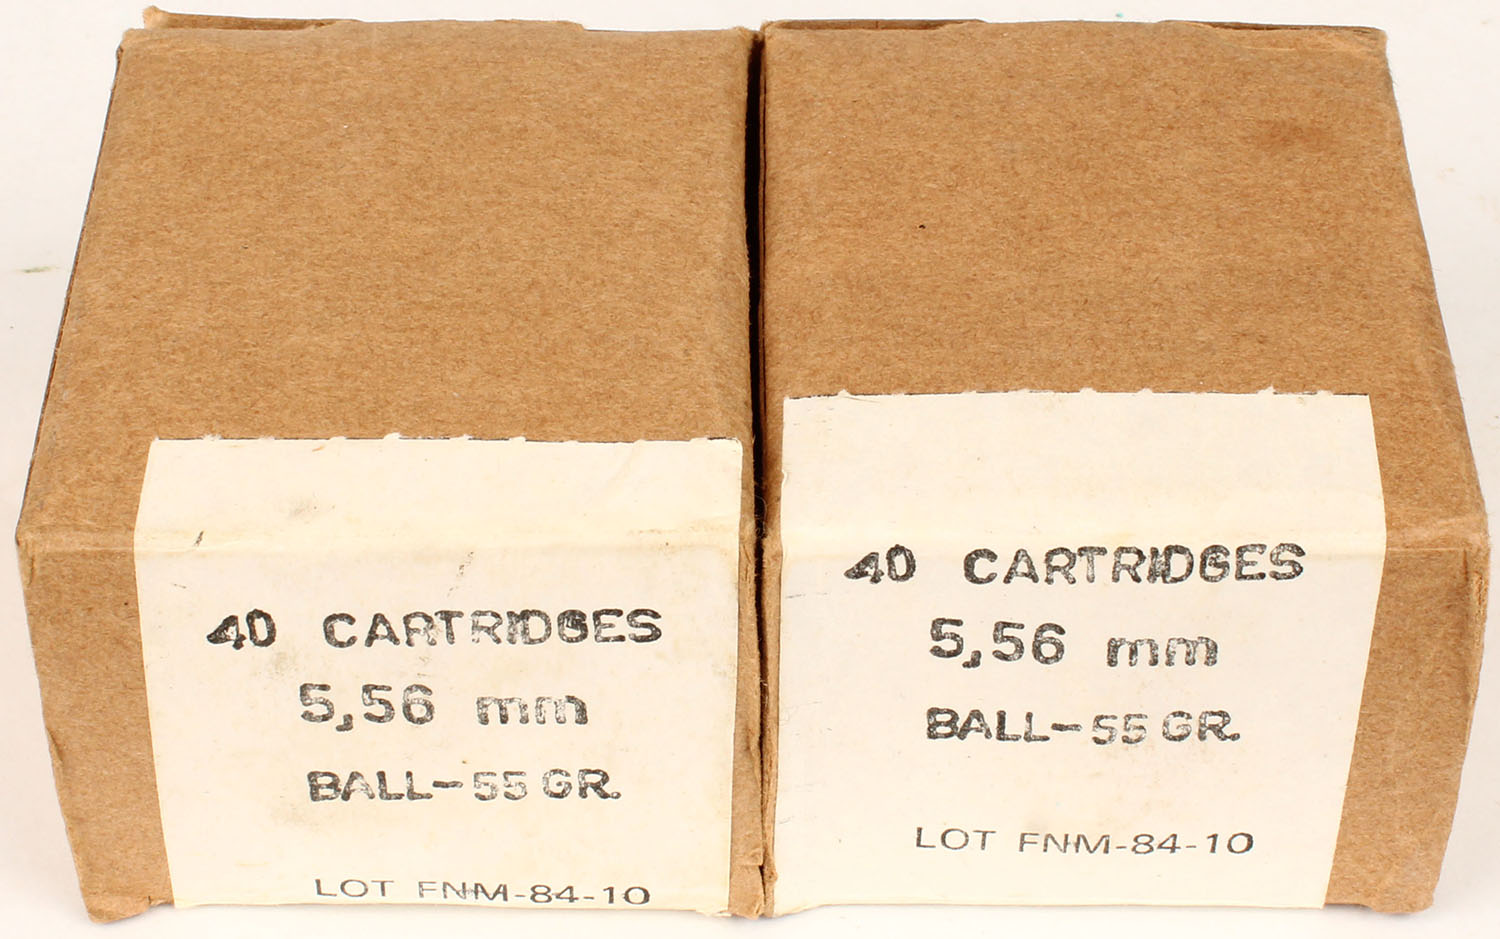 40 CARTRIDGES
5,56 mm
BALL-55 GR.
LOT FNM-84-10
40 CARTRIDGES
5,56 mm
BALL-55 GR.
LOT FNM-84-10